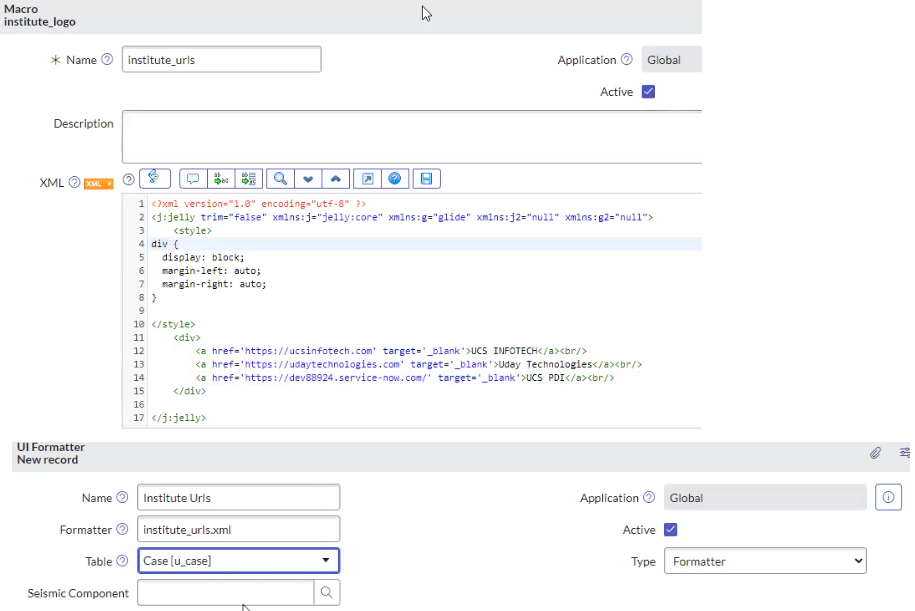 Macro
institute_logo
Name institute_urls Application Global
Active
Description
XML XML
1 <?xml version="1.0" encoding="utf-8" ?>
2 <j:jelly trim="false" xmlns:j="jelly:core" xmlns:g="glide" xmlns:j2="null" xmlns:g2="null">
3 <style>
4 div {
5 display: block;
6 margin-left: auto;
7 margin-right: auto;
8 }
9
10 </style>
11 <div>
12 <a href='https://ucsinfotech.com' target='_blank'>UCS INFOTECH</a><br/>
13 <a href='https://udaytechnologies.com' target='_blank'>Uday Technologies</a><br/>
14 <a href='https://dev88924.service-now.com/' target='_blank'>UCS PDI</a><br/>
15 </div>
16
17 </j:jelly>
UI Formatter
New record
Name Institute Urls Application Global
Formatter institute_urls.xml Active
Table Case [u_case] Type Formatter
Seismic Component